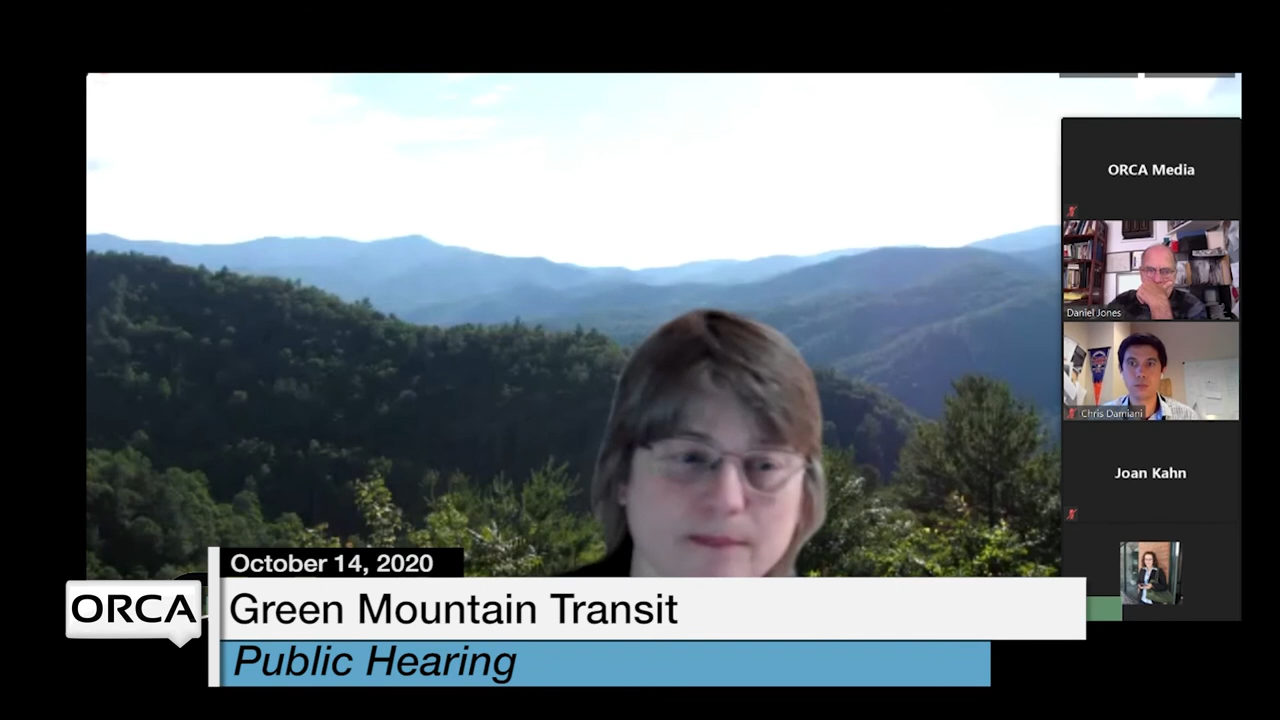 ORCA Media
Daniel Jones
Chris Damiani
Joan Kahn
October 14, 2020
ORCA
Green Mountain Transit
Public Hearing